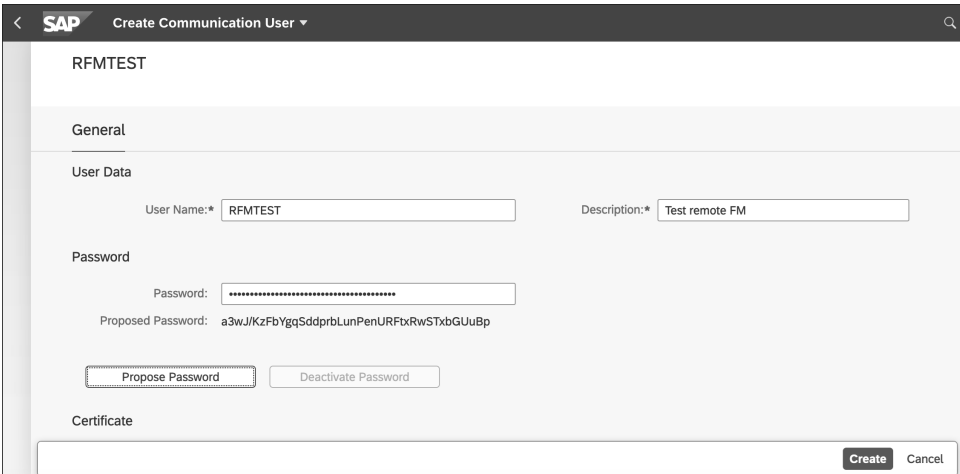 SAP Create Communication User
RFMTEST
General
User Data
User Name:* RFMTEST Description:* Test remote FM
Password
Password: ••••••••••••••••••••••••••••••••••••••••
Proposed Password: a3wJ/KzFbYgqSddprbLunPenURFtxRwSTxbGUuBp
Propose Password Deactivate Password
Certificate
Create Cancel